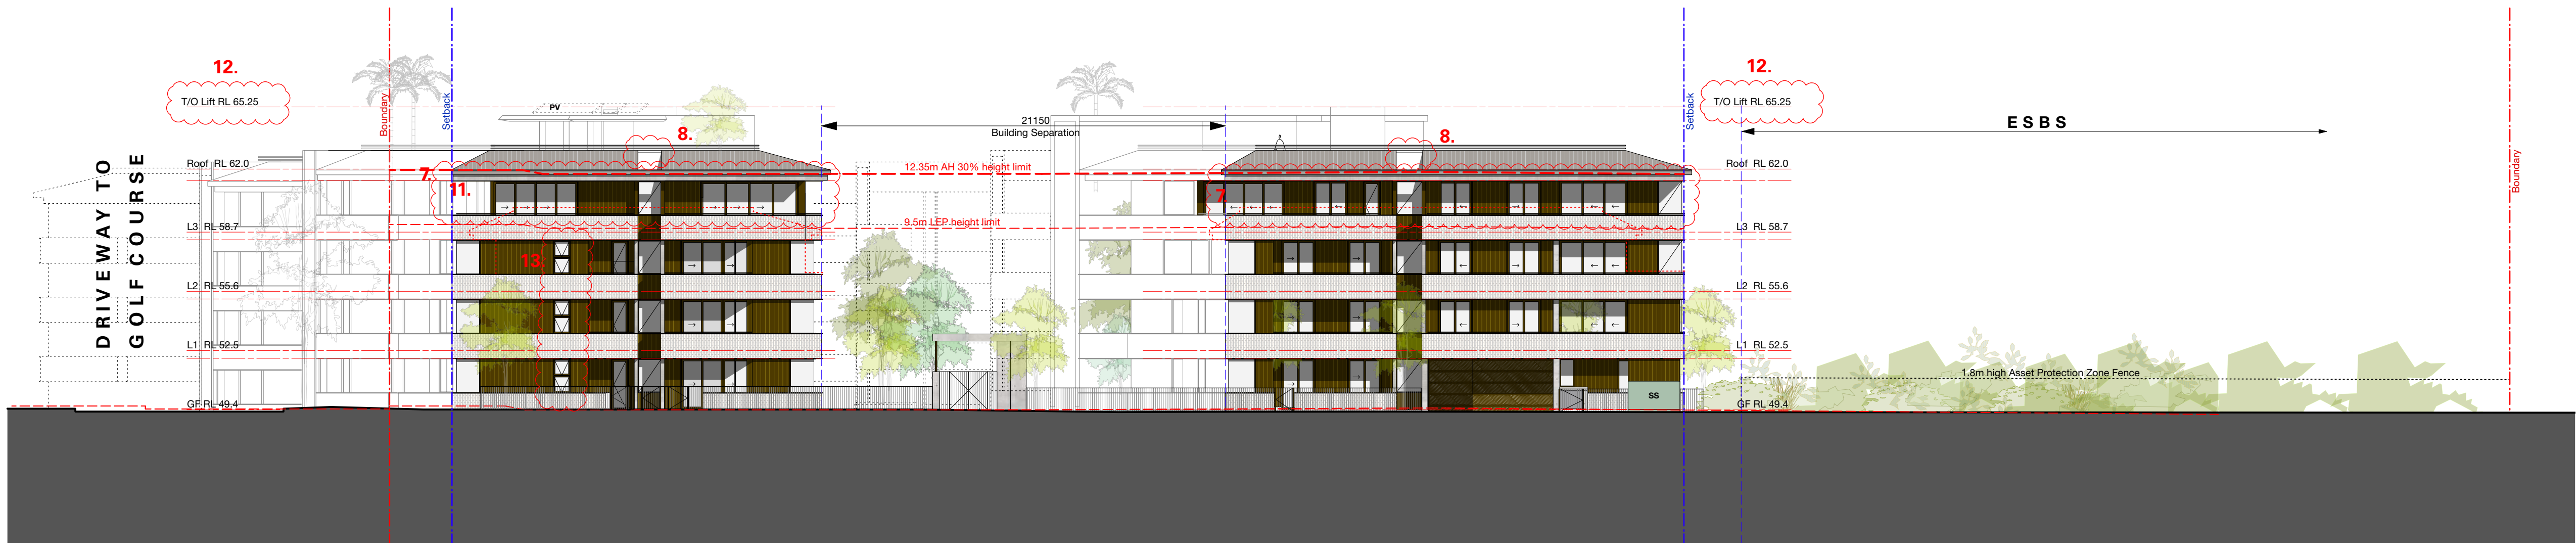 12.
T/O Lift RL 65.25
Boundary
Setback
PV
8.
21150
Building Separation
8.
Setback
12.
T/O Lift RL 65.25
ESBS
Boundary
DRIVEWAY TO
GOLF COURSE
Roof RL 62.0
7.
11.
12.35m AH 30% height limit
7.
Roof RL 62.0
L3 RL 58.7
9.5m LEP height limit
L3 RL 58.7
13.
L2 RL 55.6
L2 RL 55.6
L1 RL 52.5
L1 RL 52.5
1.8m high Asset Protection Zone Fence
SS
GF RL 49.4
GF RL 49.4